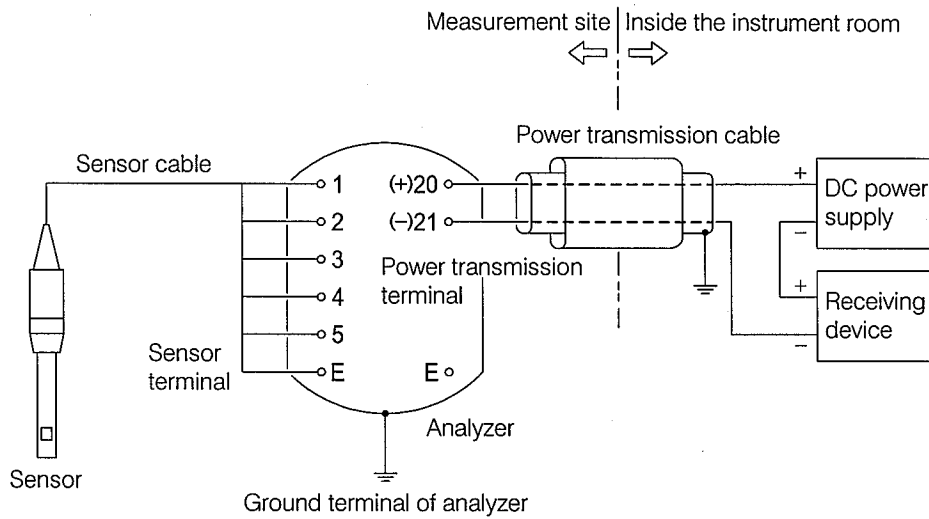 Measurement site
Inside the instrument room
Power transmission cable
Sensor cable
1
2
3
4
5
E
(+)20
(−)21
Power transmission
terminal
E
+
DC power
supply
−
+
Receiving
device
−
Sensor
terminal
Analyzer
Sensor
Ground terminal of analyzer